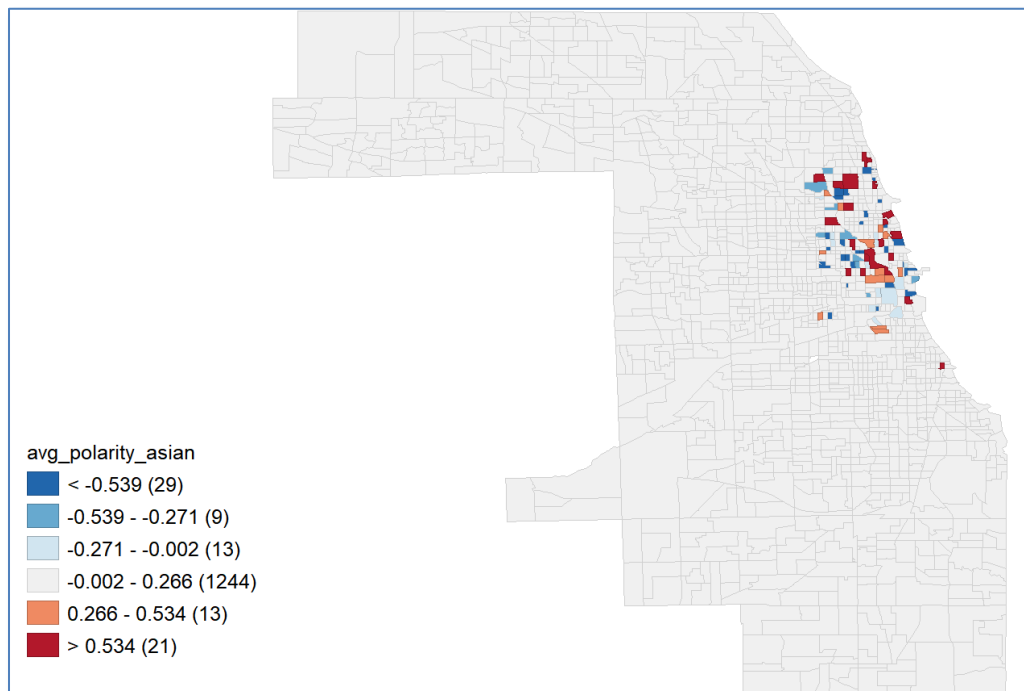 avg_polarity_asian
< -0.539 (29)
-0.539 - -0.271 (9)
-0.271 - -0.002 (13)
-0.002 - 0.266 (1244)
0.266 - 0.534 (13)
> 0.534 (21)